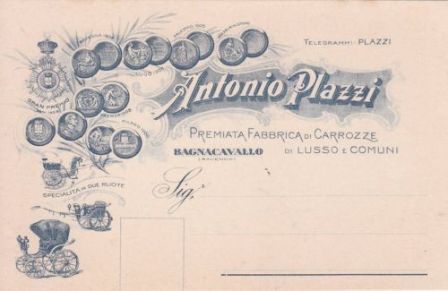 TELEGRAMMI: PLAZZI
Antonio Plazzi
PREMIATA FABBRICA DI CARROZZE
DI LUSSO E COMUNI
BAGNACAVALLO
(RAVENNA)
GRAN PREMIO
SPECIALITÀ IN DUE RUOTE
Sig.